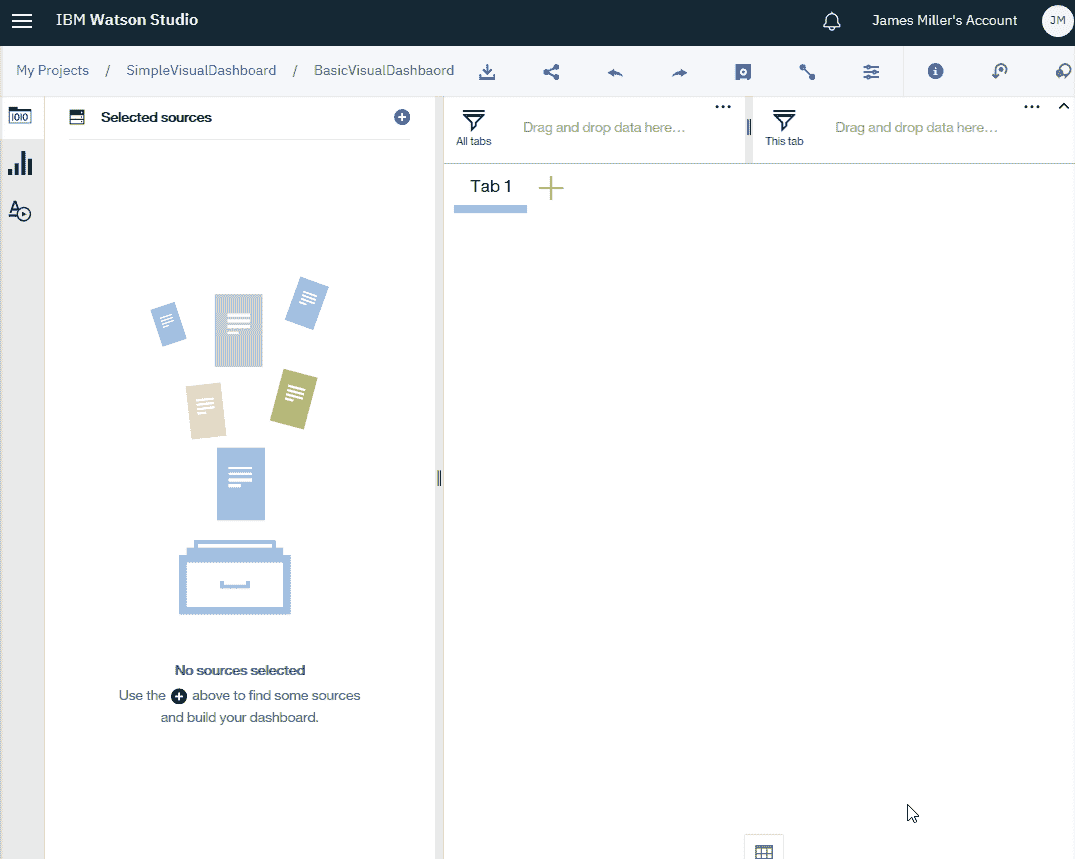 IBM Watson Studio
James Miller's Account
JM
My Projects / SimpleVisualDashboard / BasicVisualDashbaord
Selected sources
All tabs
Drag and drop data here...
This tab
Drag and drop data here...
Tab 1
No sources selected
Use the + above to find some sources
and build your dashboard.